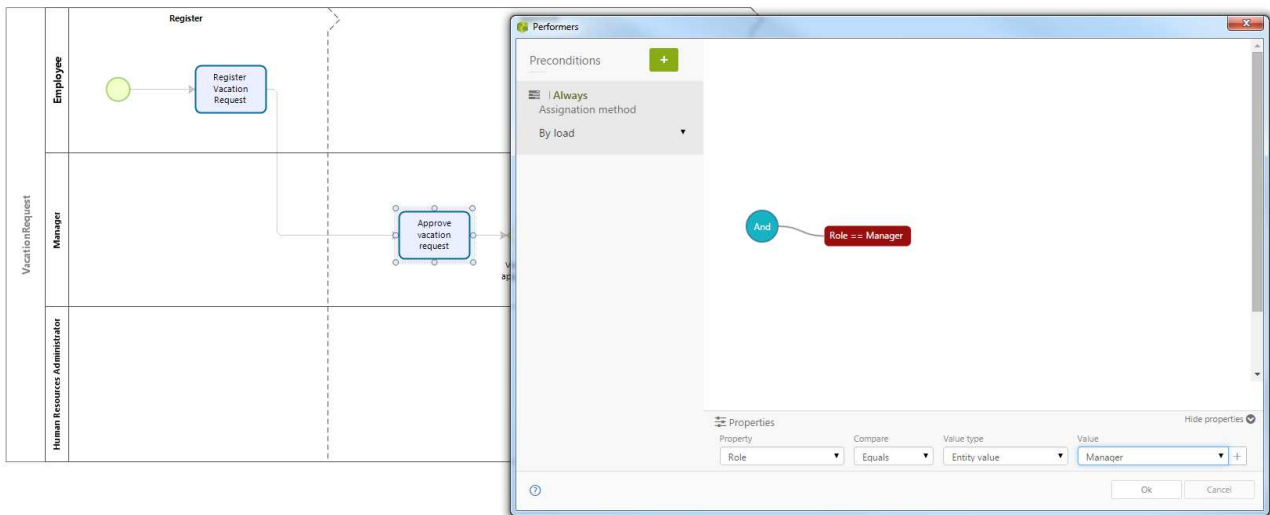 Register
VacationRequest
Employee
Register
Vacation
Request
Manager
Approve
vacation
request
Human Resources Administrator
Performers
Preconditions
+
Always
Assignation method
By load
And
Role == Manager
Properties
Hide properties
Property
Compare
Value type
Value
Role
Equals
Entity value
Manager
+
?
Ok
Cancel